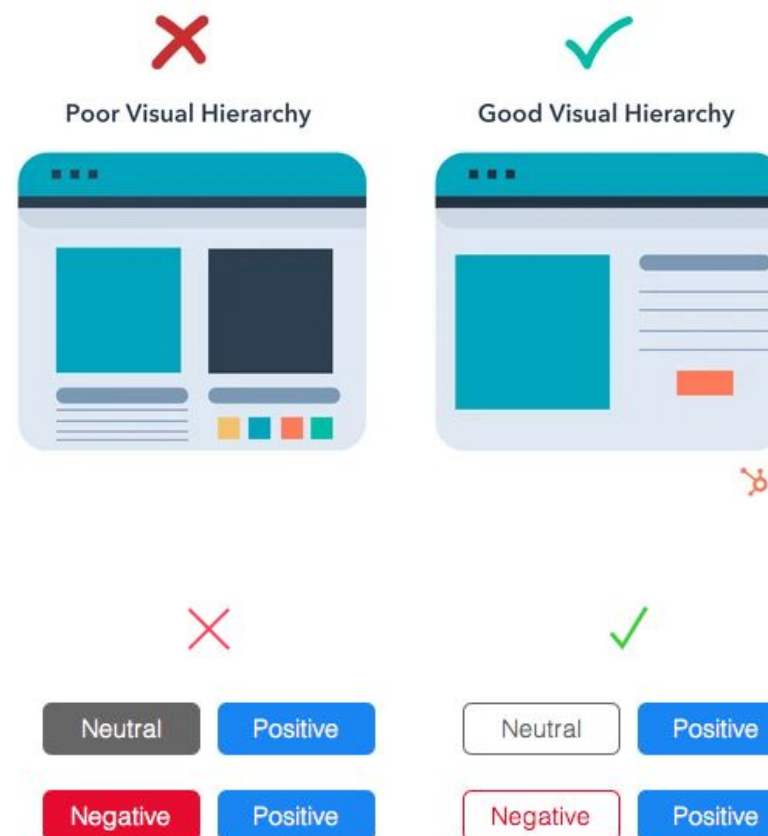 Poor Visual Hierarchy
Good Visual Hierarchy
Neutral
Positive
Neutral
Positive
Negative
Positive
Negative
Positive